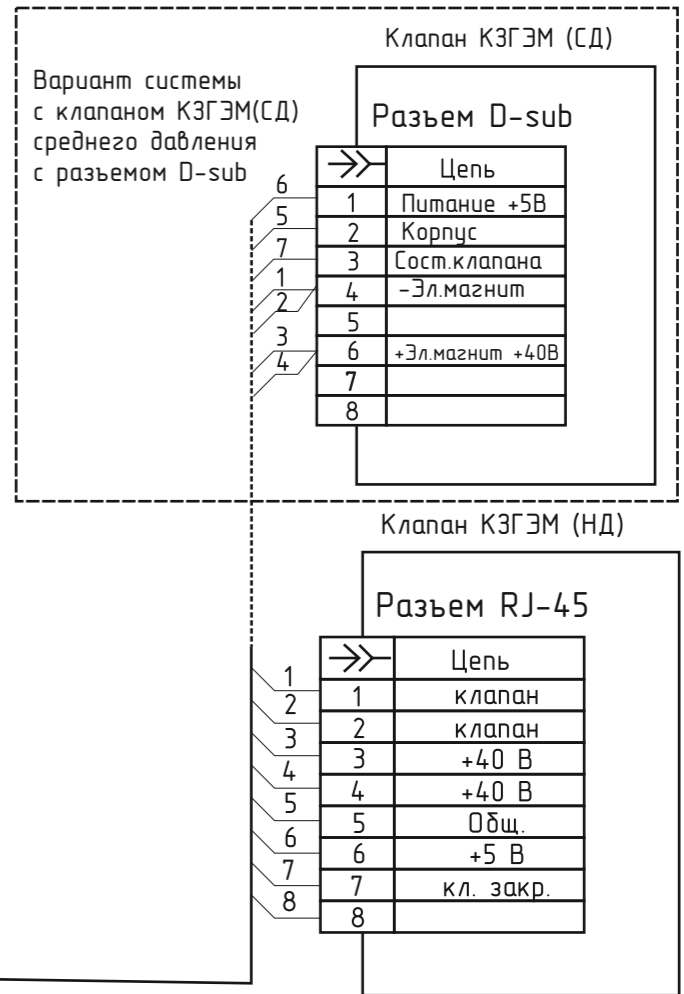 Клапан КЗГЭМ (СД)
Вариант системы
с клапаном КЗГЭМ(СД)
среднего давления
с разъемом D-sub
Разъем D-sub
Цепь
6
1 Питание +5В
5
2 Корпус
7
3 Сост.клапана
1
4 -Эл.магнит
2
5
3
6 +Эл.магнит +40В
4
7
8
Клапан КЗГЭМ (НД)
Разъем RJ-45
Цепь
1
1 клапан
2
2 клапан
3
3 +40 В
4
4 +40 В
5
5 Общ.
6
6 +5 В
7
7 кл. закр.
8
8